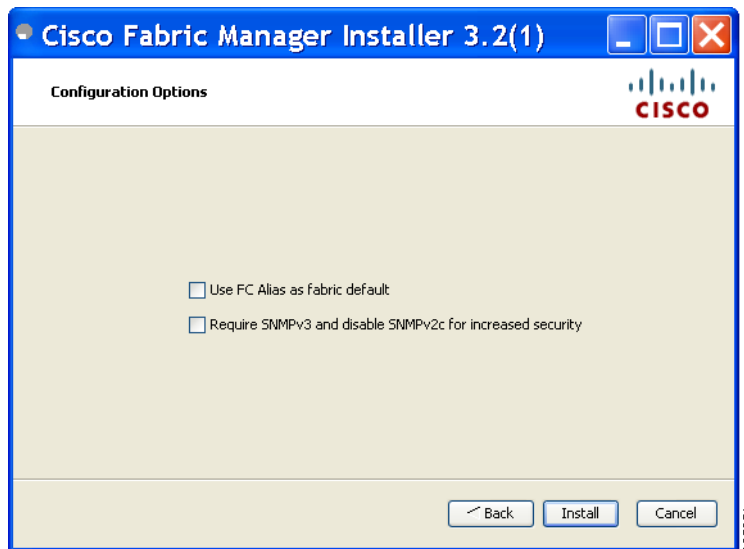 Cisco Fabric Manager Installer 3.2(1)
Configuration Options
CISCO
Use FC Alias as fabric default
Require SNMPv3 and disable SNMPv2c for increased security
Back Install Cancel